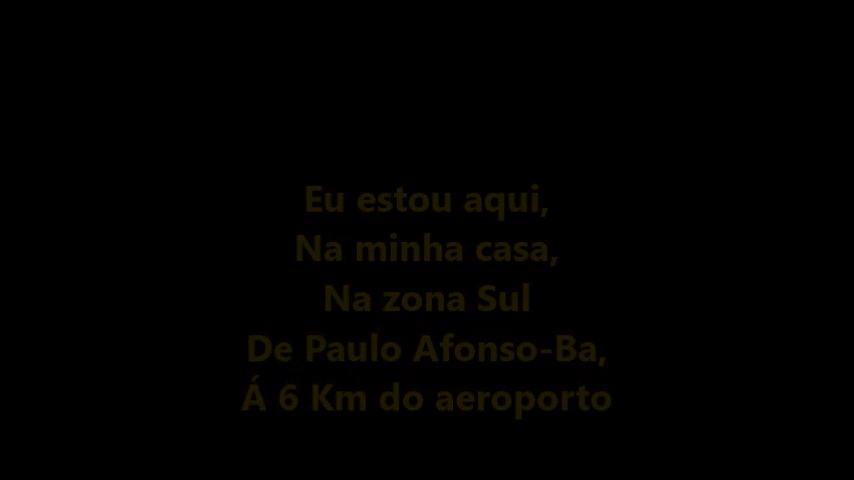 Eu estou aqui,
Na minha casa,
Na zona Sul
De Paulo Afonso-Ba,
Á 6 Km do aeroporto